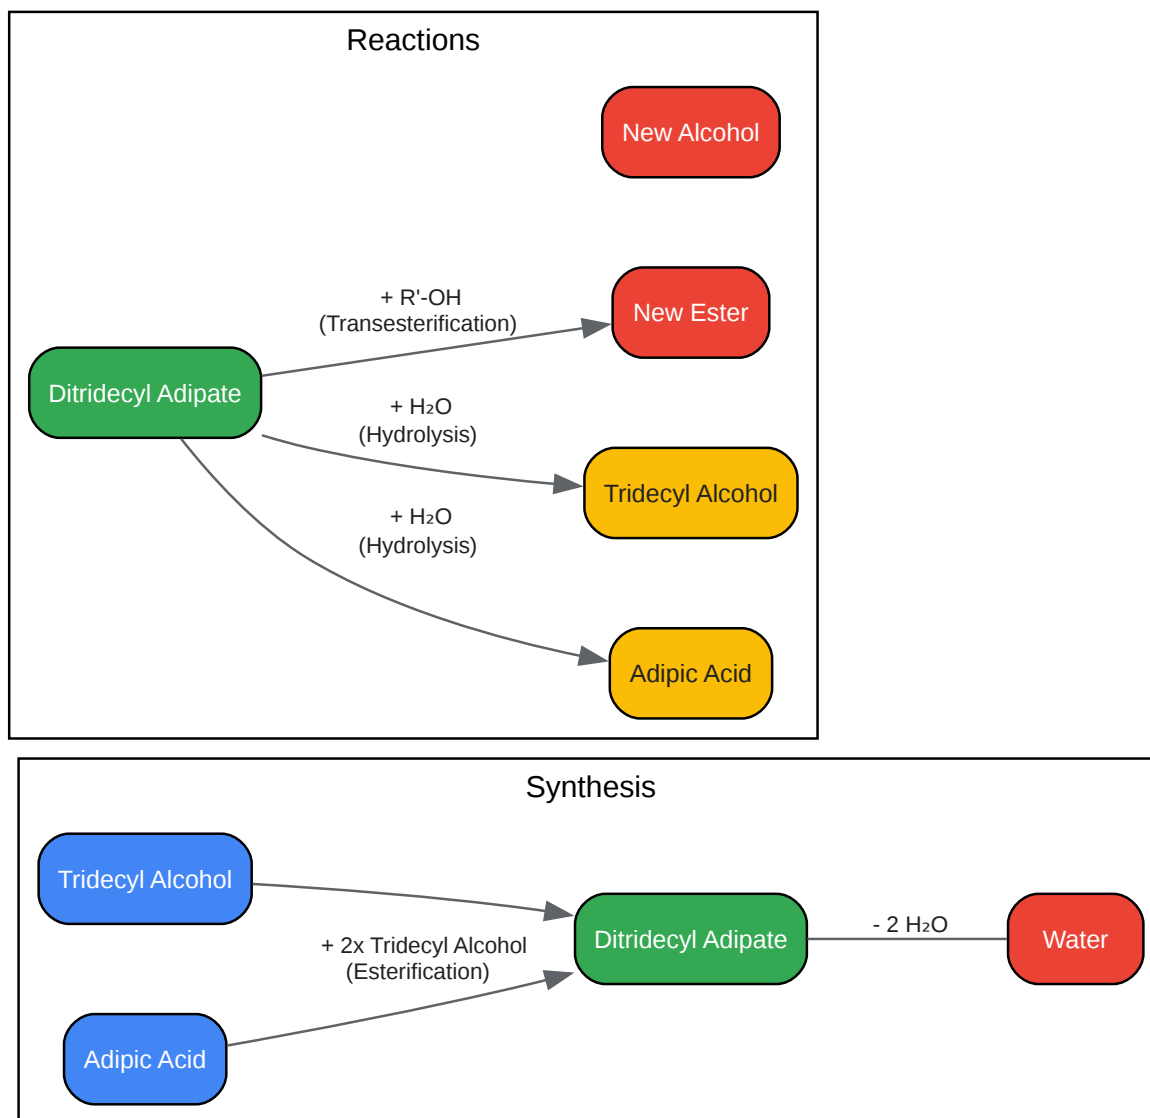 Reactions
New Alcohol
+ R'-OH
(Transesterification)
New Ester
Ditridecyl Adipate
+ H₂O
(Hydrolysis)
Tridecyl Alcohol
+ H₂O
(Hydrolysis)
Adipic Acid
Synthesis
Tridecyl Alcohol
+ 2x Tridecyl Alcohol
(Esterification)
Adipic Acid
Ditridecyl Adipate
- 2 H₂O
Water